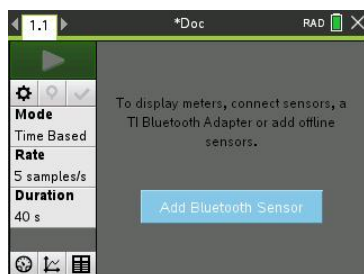 1.1
*Doc
RAD
Mode
Time Based
Rate
5 samples/s
Duration
40 s
To display meters, connect sensors, a
TI Bluetooth Adapter or add offline
sensors.
Add Bluetooth Sensor